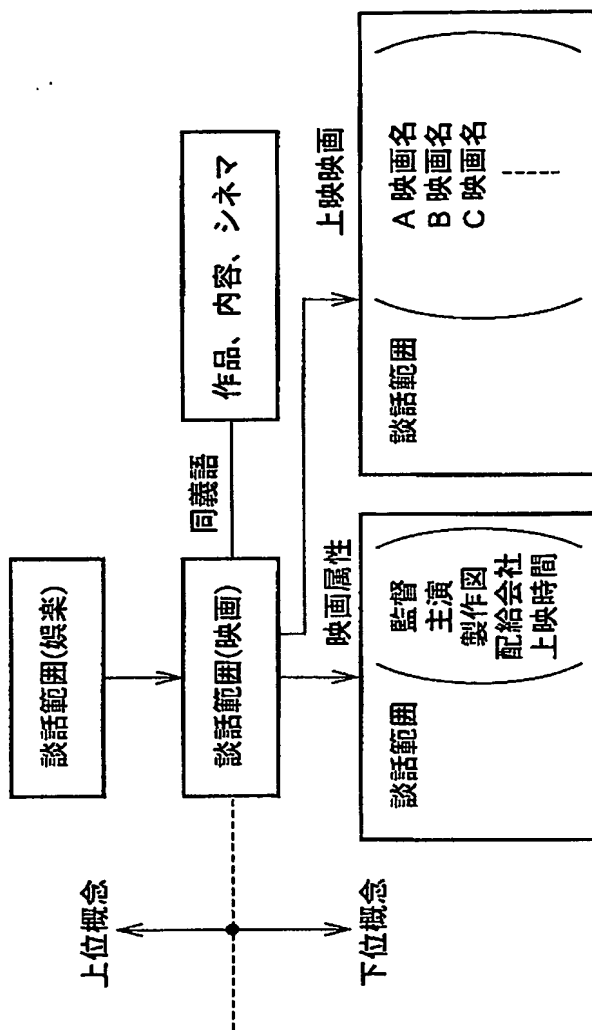 談話範囲(娯楽)
上位概念
談話範囲(映画)
同義語
作品、内容、シネマ
下位概念
映画属性
談話範囲
監督
主演
製作図
配給会社
上映時間
上映映画
談話範囲
A 映画名
B 映画名
C 映画名